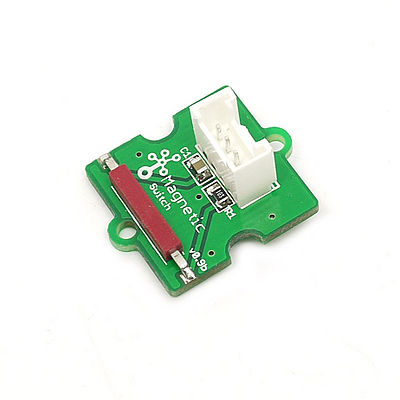 C1
Magnetic
Switch
R1
v0.9b